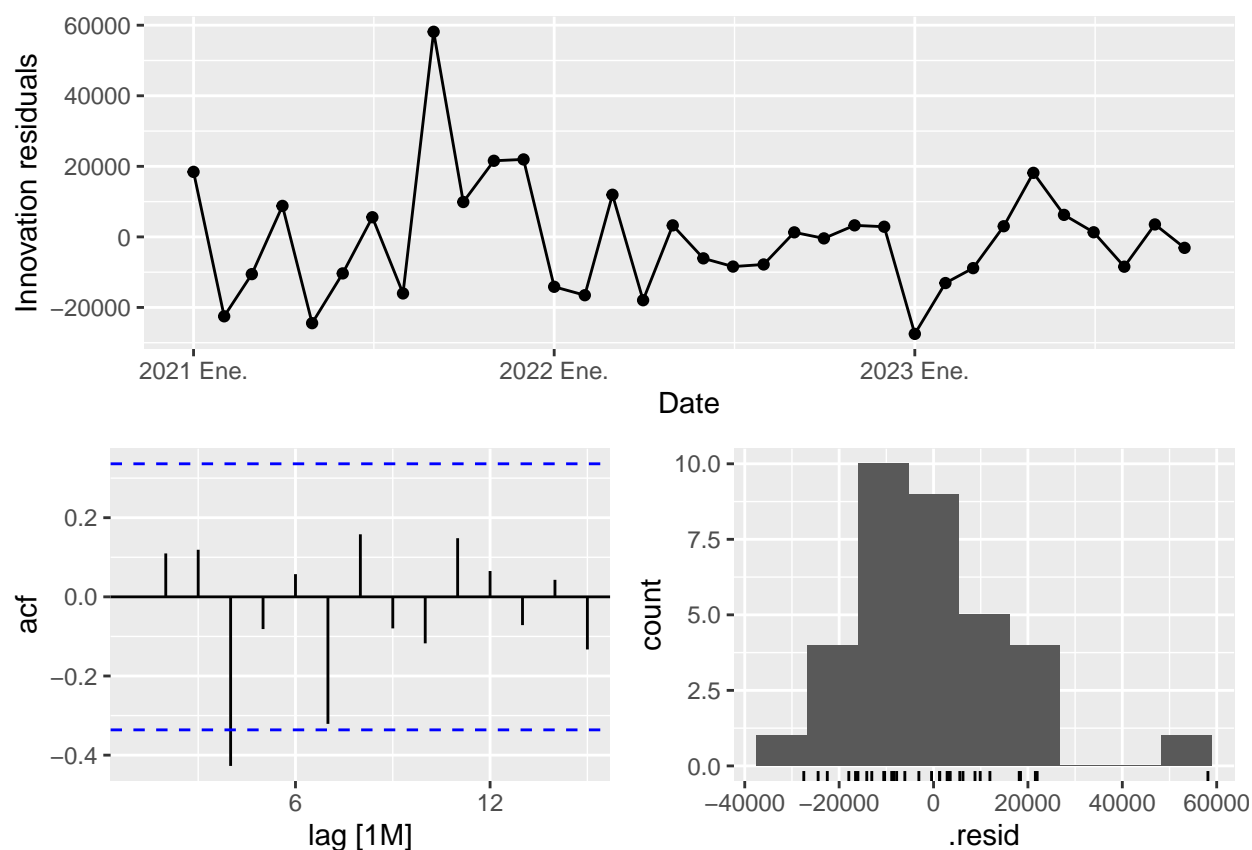 60000
40000
20000
0
−20000
Innovation residuals
2021 Ene.
2022 Ene.
2023 Ene.
Date
0.2
0.0
−0.2
−0.4
acf
6
12
lag [1M]
10.0
7.5
5.0
2.5
0.0
count
−40000
−20000
0
20000
40000
60000
.resid